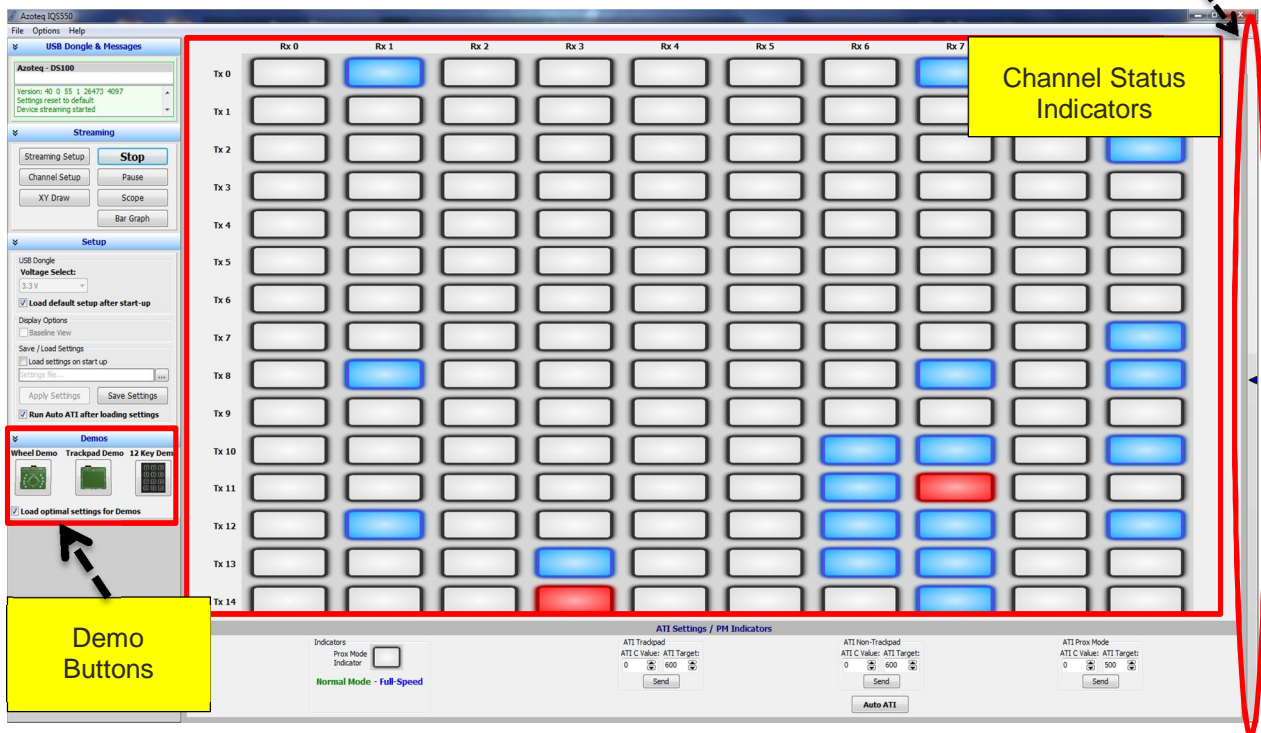 Azoteq IQS550
File Options Help
USB Dongle & Messages
Azoteq - DS100
Version: 40 0 55 1 26473 4097
Settings reset to default
Device streaming started
Streaming
Streaming Setup Stop
Channel Setup Pause
XY Draw Scope
Bar Graph
Setup
USB Dongle
Voltage Select:
3.3 V
Load default setup after start-up
Display Options
Baseline View
Save / Load Settings
Load settings on start up
Settings file... ...
Apply Settings Save Settings
Run Auto ATI after loading settings
Demos
Wheel Demo Trackpad Demo 12 Key Dem
Load optimal settings for Demos
Demo
Buttons
Rx 0 Rx 1 Rx 2 Rx 3 Rx 4 Rx 5 Rx 6 Rx 7
Tx 0
Tx 1
Tx 2
Tx 3
Tx 4
Tx 5
Tx 6
Tx 7
Tx 8
Tx 9
Tx 10
Tx 11
Tx 12
Tx 13
Tx 14
Channel Status
Indicators
ATI Settings / PM Indicators
Indicators
Prox Mode
Indicator
Normal Mode - Full-Speed
ATI Trackpad
ATI C Value: ATI Target:
0 600
Send
ATI Non-Trackpad
ATI C Value: ATI Target:
0 600
Send
Auto ATI
ATI Prox Mode
ATI C Value: ATI Target:
0 500
Send